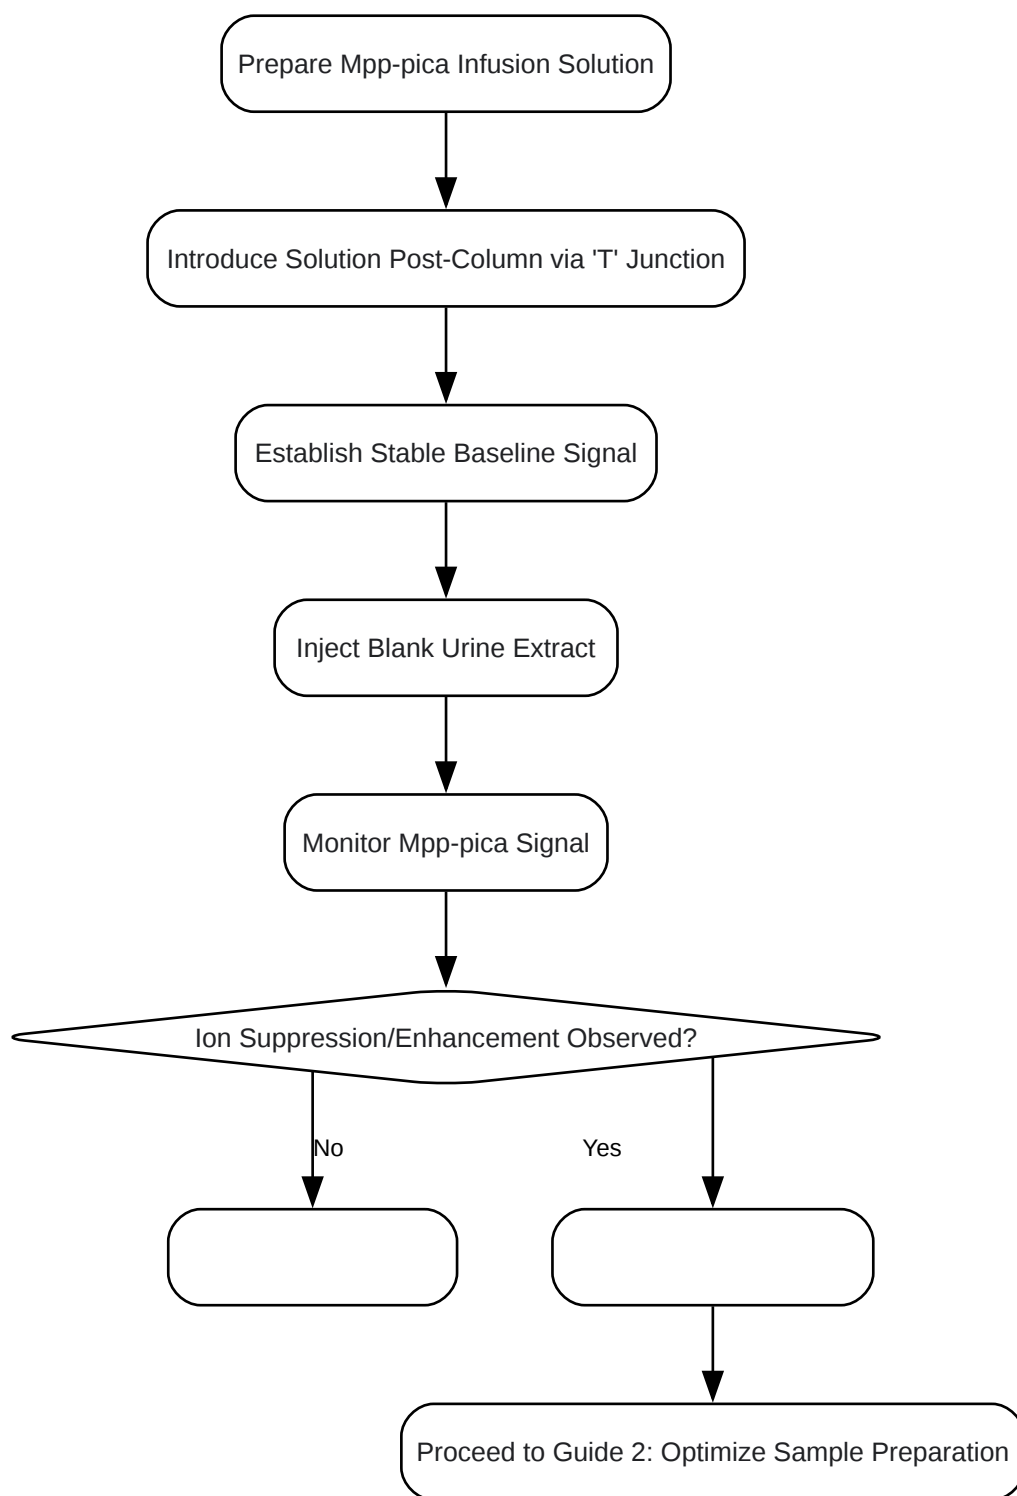 Prepare Mpp-pica Infusion Solution
Introduce Solution Post-Column via 'T' Junction
Establish Stable Baseline Signal
Inject Blank Urine Extract
Monitor Mpp-pica Signal
Ion Suppression/Enhancement Observed?
No
Yes
Proceed to Guide 2: Optimize Sample Preparation